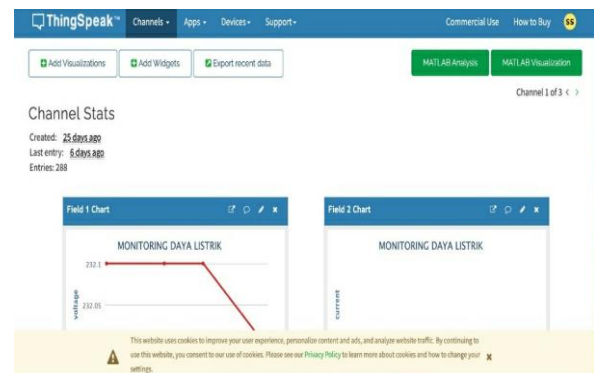 ThingSpeak™ Channels Apps Devices Support Commercial Use How to Buy SS
Add Visualizations Add Widgets Export recent data MATLAB Analysis MATLAB Visualization
Channel 1 of 3 < >
Channel Stats
Created: 25 days ago
Last entry: 6 days ago
Entries: 288
Field 1 Chart
MONITORING DAYA LISTRIK
232.1
232.05
voltage
Field 2 Chart
MONITORING DAYA LISTRIK
current
This website uses cookies to improve your user experience, personalize content and ads, and analyze website traffic. By continuing to
use this website, you consent to our use of cookies. Please see our Privacy Policy to learn more about cookies and how to change your
settings.